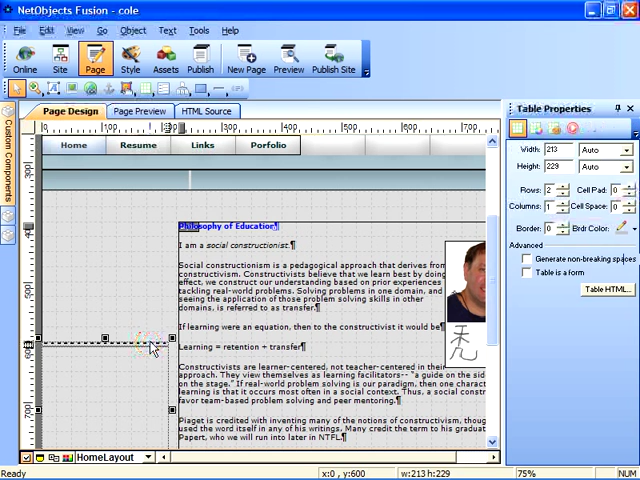 NetObjects Fusion - cole
File Edit View Go Object Text Tools Help
Online Site Page Style Assets Publish New Page Preview Publish Site
Page Design Page Preview HTML Source
Custom Components
100 200 300 400 500 600 700
Home Resume Links Porfolio
300
400
500
600
700
Philosophy of Education¶
I am a social constructionist.¶
Social constructionism is a pedagogical approach that derives from
constructivism. Constructivists believe that we learn best by doing
effect, we construct our understanding based on prior experiences
tackling real-world problems. Solving problems in one domain, and
seeing the application of those problem solving skills in other
domains, is referred to as transfer.¶
If learning were an equation, then to the constructivist it would be¶
Learning = retention + transfer¶
Constructivists are learner-centered, not teacher-centered in their
approach. They view themselves as learning facilitators-- "a guide on the sid
on the stage." If real-world problem solving is our paradigm, then one charact
learning is that it occurs most often in a social context. Thus, a social constr
favor team-based problem solving and peer mentoring.¶
Piaget is credited with inventing many of the notions of constructivism, thoug
used the word itself in any of his writings. Many credit the term to his graduat
Papert, who we will run into later in NTFL.¶
HomeLayout
Table Properties
Width: 213 Auto
Height: 229 Auto
Rows: 2 Cell Pad: 0
Columns: 1 Cell Space: 0
Border: 0 Brdr Color:
Advanced
Generate non-breaking spaces
Table is a form
Table HTML...
Ready x:0 , y:600 w:213 h:229 75% NUM